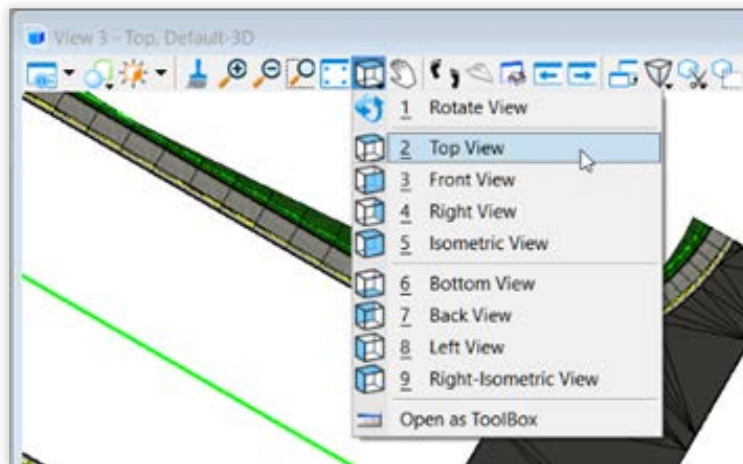 View 3 - Top, Default-3D
1 Rotate View
2 Top View
3 Front View
4 Right View
5 Isometric View
6 Bottom View
7 Back View
8 Left View
9 Right-Isometric View
Open as ToolBox